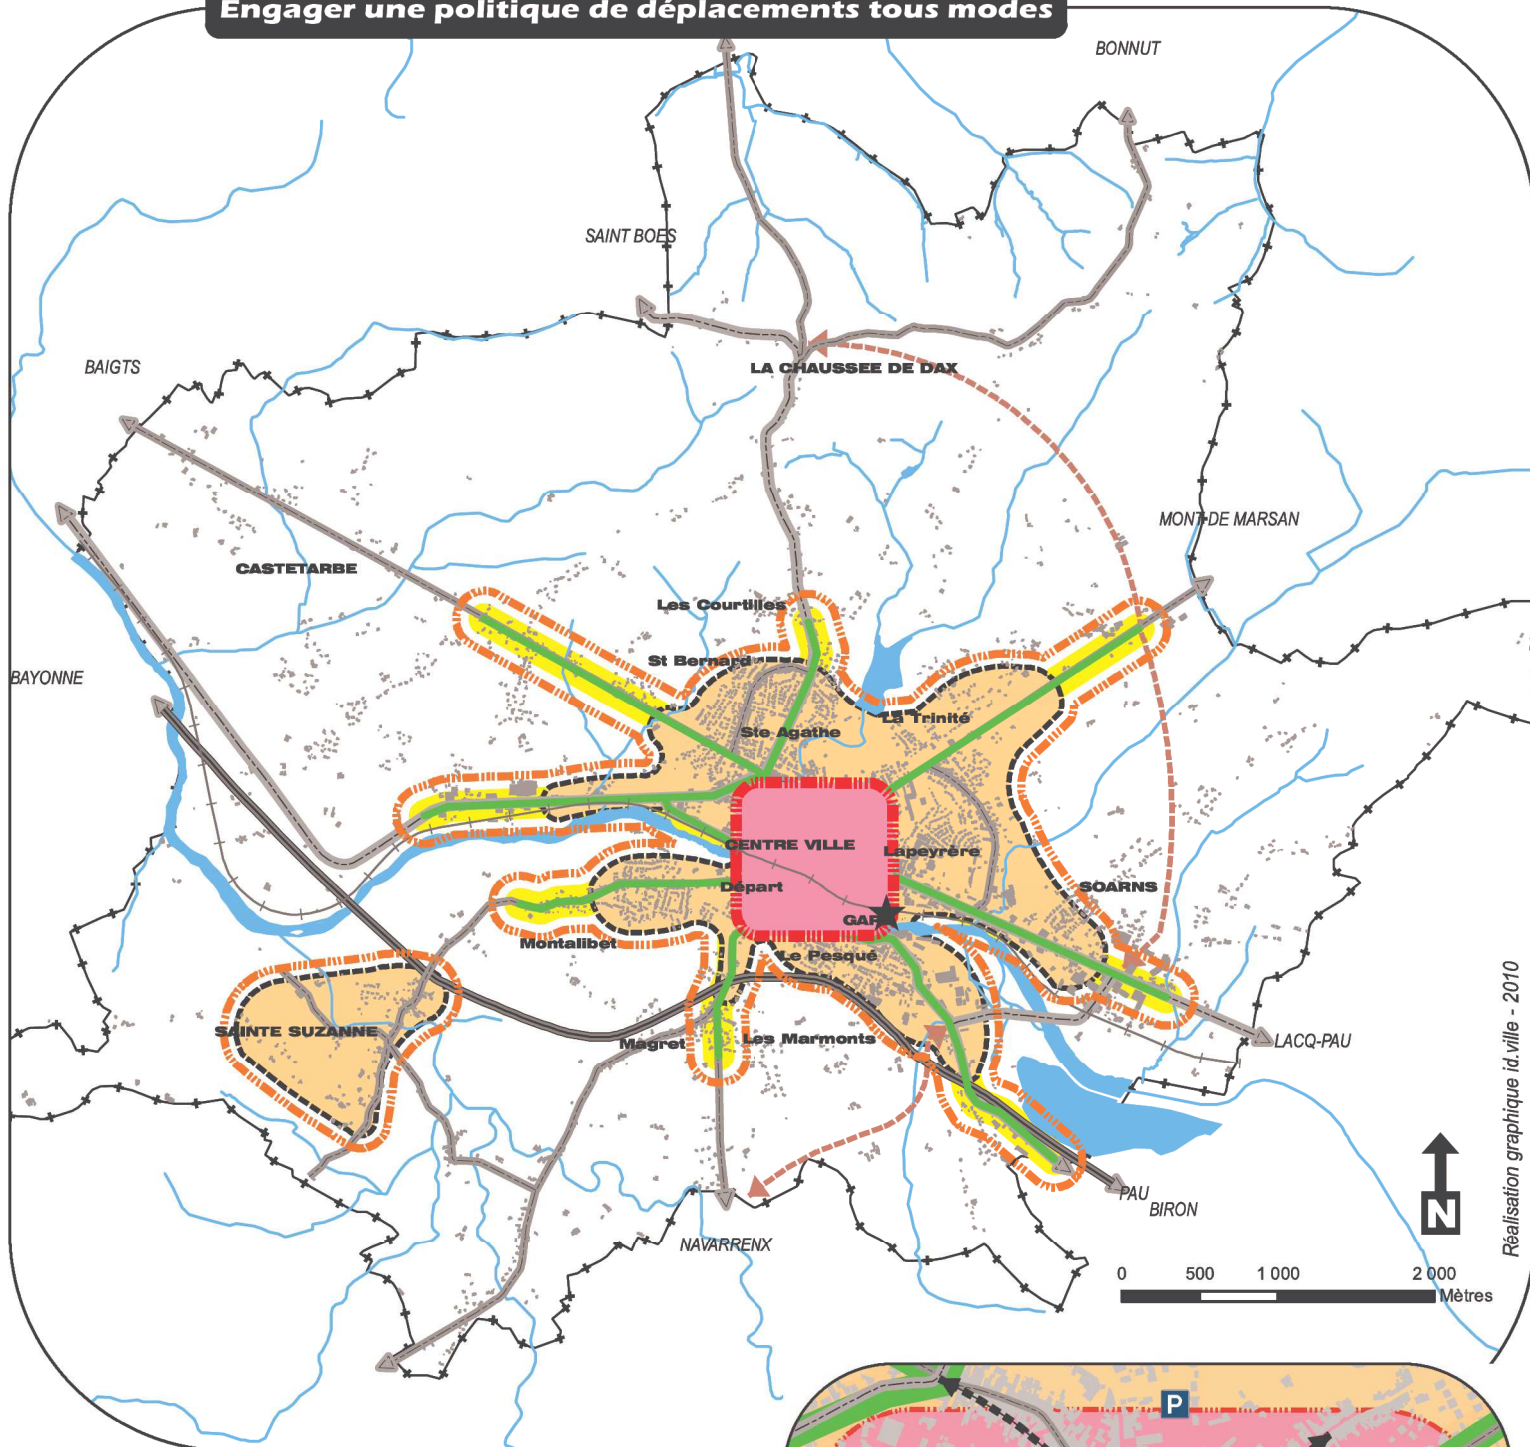 Engager une politique de déplacements tous modes
BONNUT
SAINT BOES
BAIGTS
LA CHAUSSEE DE DAX
MONT DE MARSAN
CASTETARBE
Les Courtilles
St Bernard
BAYONNE
La Trinité
Ste Agathe
CENTRE VILLE
Lapeyrère
Départ
SOARNS
GARE
Montalibet
Le Pesqué
SAINTE SUZANNE
Magret
Les Marmonts
LACQ-PAU
PAU
BIRON
NAVARRENX
N
0 500 1 000 2 000
Mètres
Réalisation graphique id.ville - 2010
P